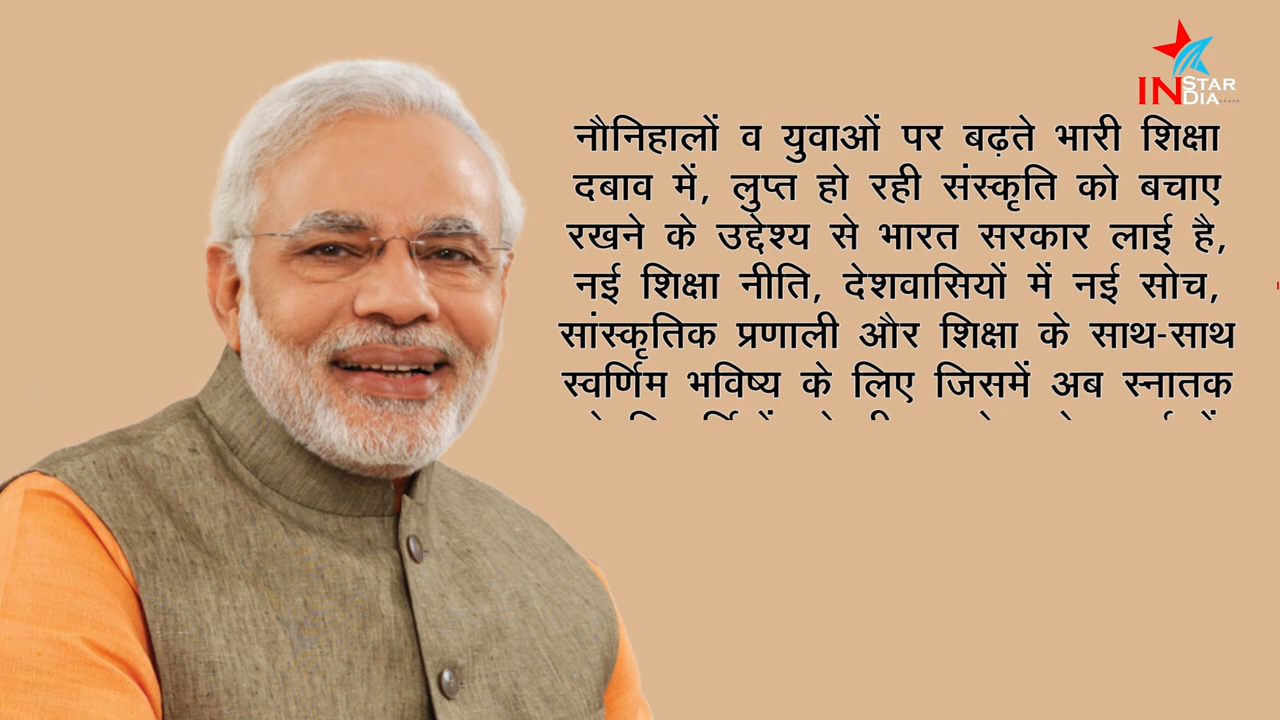 IN STAR
DIA
नौनिहालों व युवाओं पर बढ़ते भारी शिक्षा
दबाव में, लुप्त हो रही संस्कृति को बचाए
रखने के उद्देश्य से भारत सरकार लाई है,
नई शिक्षा नीति, देशवासियों में नई सोच,
सांस्कृतिक प्रणाली और शिक्षा के साथ-साथ
स्वर्णिम भविष्य के लिए जिसमें अब स्नातक